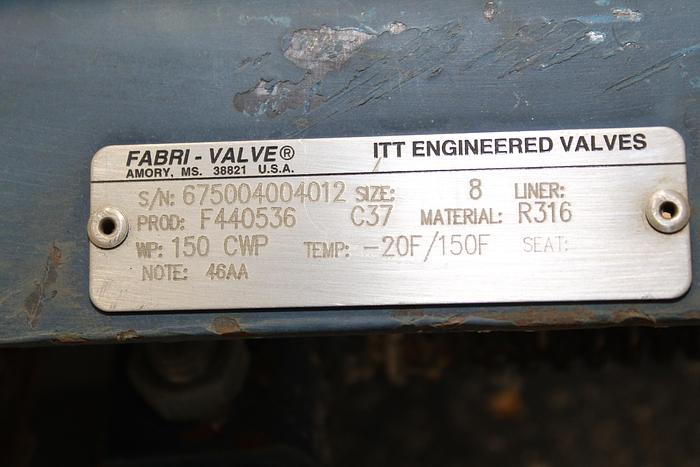 FABRI-VALVE® ITT ENGINEERED VALVES
AMORY, MS. 38821 U.S.A.
S/N: 675004004012 SIZE: 8 LINER:
PROD: F440536 C37 MATERIAL: R316
WP: 150 CWP TEMP: -20F/150F SEAT:
NOTE: 46AA